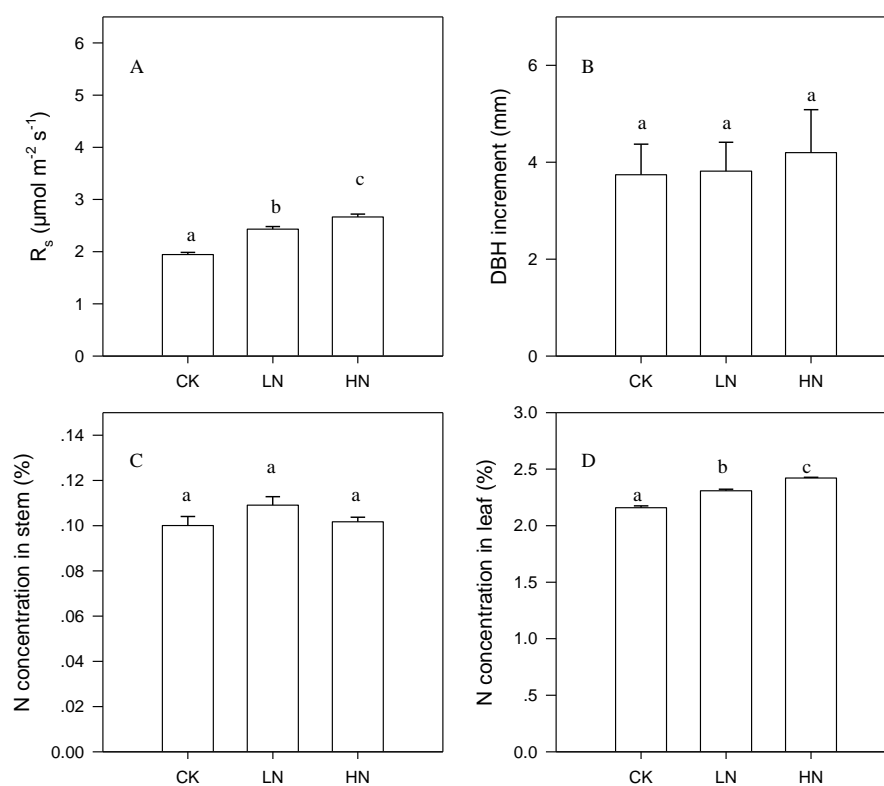 A
R_s (μmol m^-2 s^-1)
6
5
4
3
2
1
0
a
b
c
CK LN HN
B
DBH increment (mm)
6
4
2
0
a
a
a
CK LN HN
C
N concentration in stem (%)
.14
.12
.10
.08
.06
.04
.02
0.00
a
a
a
CK LN HN
D
N concentration in leaf (%)
3.0
2.5
2.0
1.5
1.0
.5
0.0
a
b
c
CK LN HN